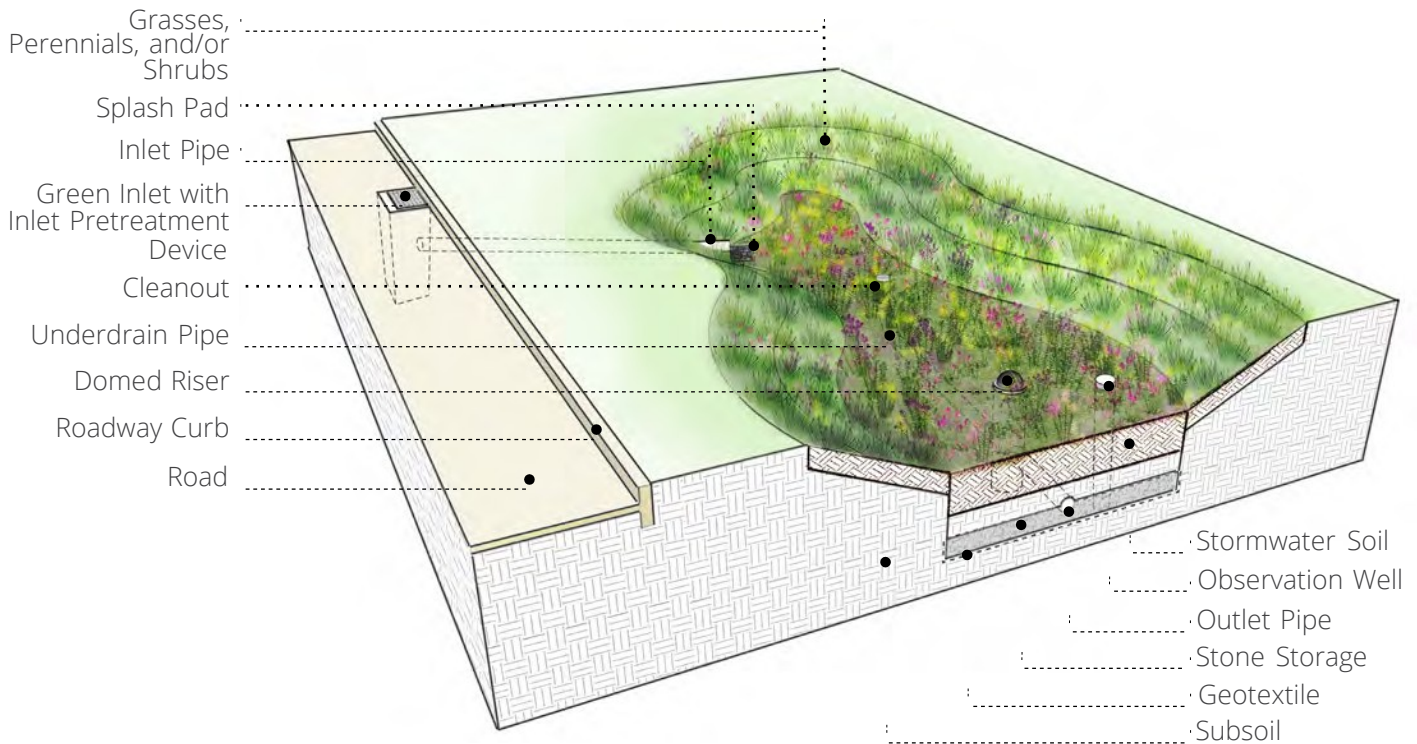 Grasses,
Perennials, and/or
Shrubs
Splash Pad
Inlet Pipe
Green Inlet with
Inlet Pretreatment
Device
Cleanout
Underdrain Pipe
Domed Riser
Roadway Curb
Road
Stormwater Soil
Observation Well
Outlet Pipe
Stone Storage
Geotextile
Subsoil